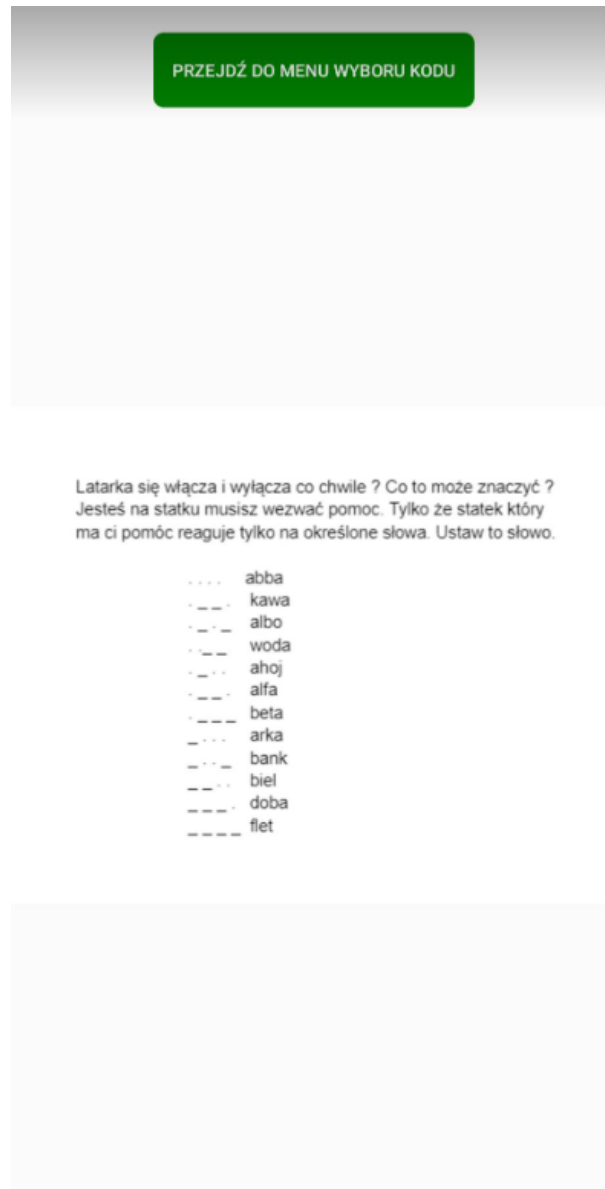 PRZEJDŹ DO MENU WYBORU KODU
Latarka się włącza i wyłącza co chwile ? Co to może znaczyć ?
Jesteś na statku musisz wezwać pomoc. Tylko że statek który
ma ci pomóc reaguje tylko na określone słowa. Ustaw to słowo.
. . . . abba
. _ _ . kawa
. _ . _ albo
. . _ _ woda
. _ . . ahoj
. _ _ . alfa
. _ _ _ beta
_ . . . arka
_ . . _ bank
_ _ . . biel
_ _ _ . doba
_ _ _ _ flet